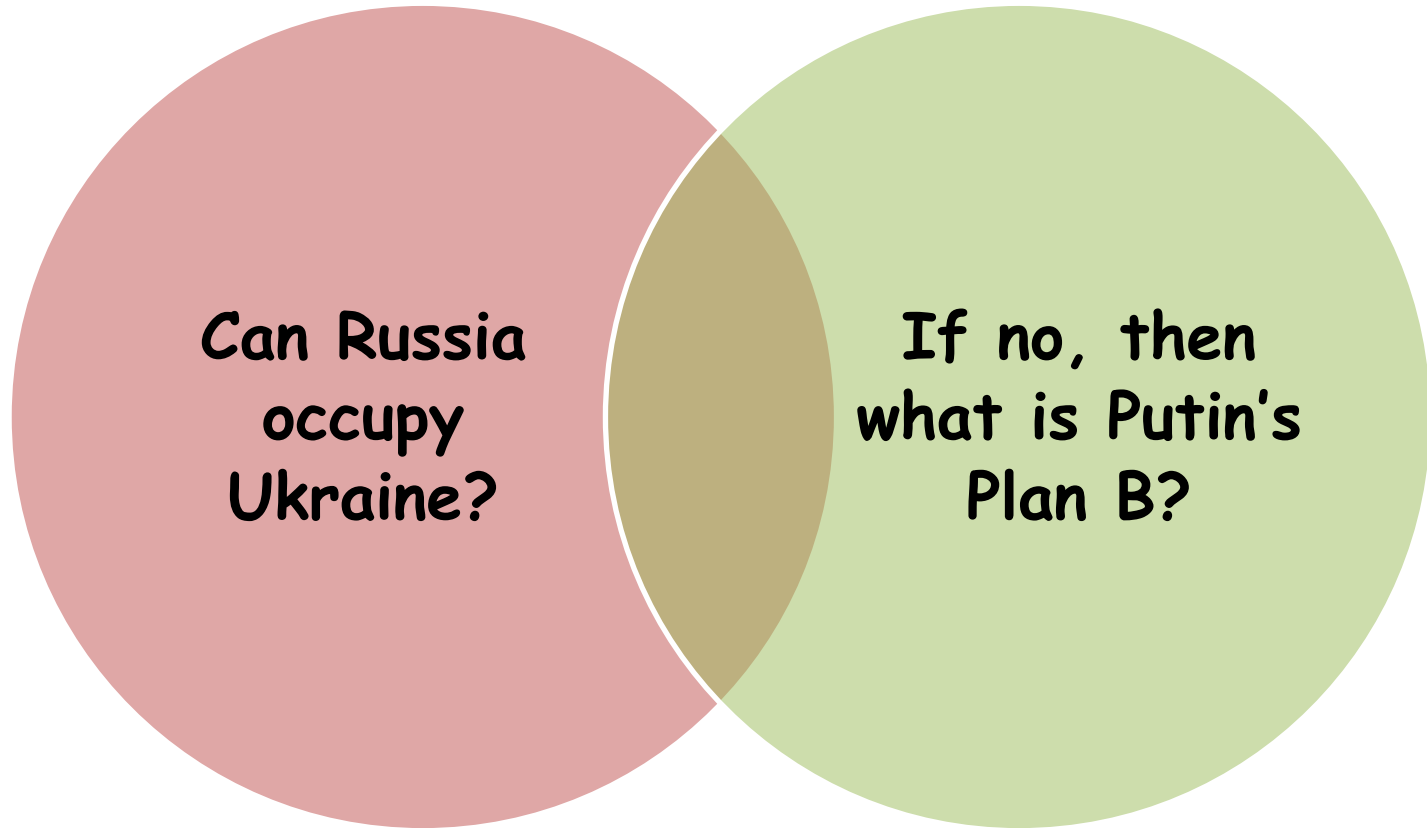 Can Russia
occupy
Ukraine?
If no, then
what is Putin’s
Plan B?